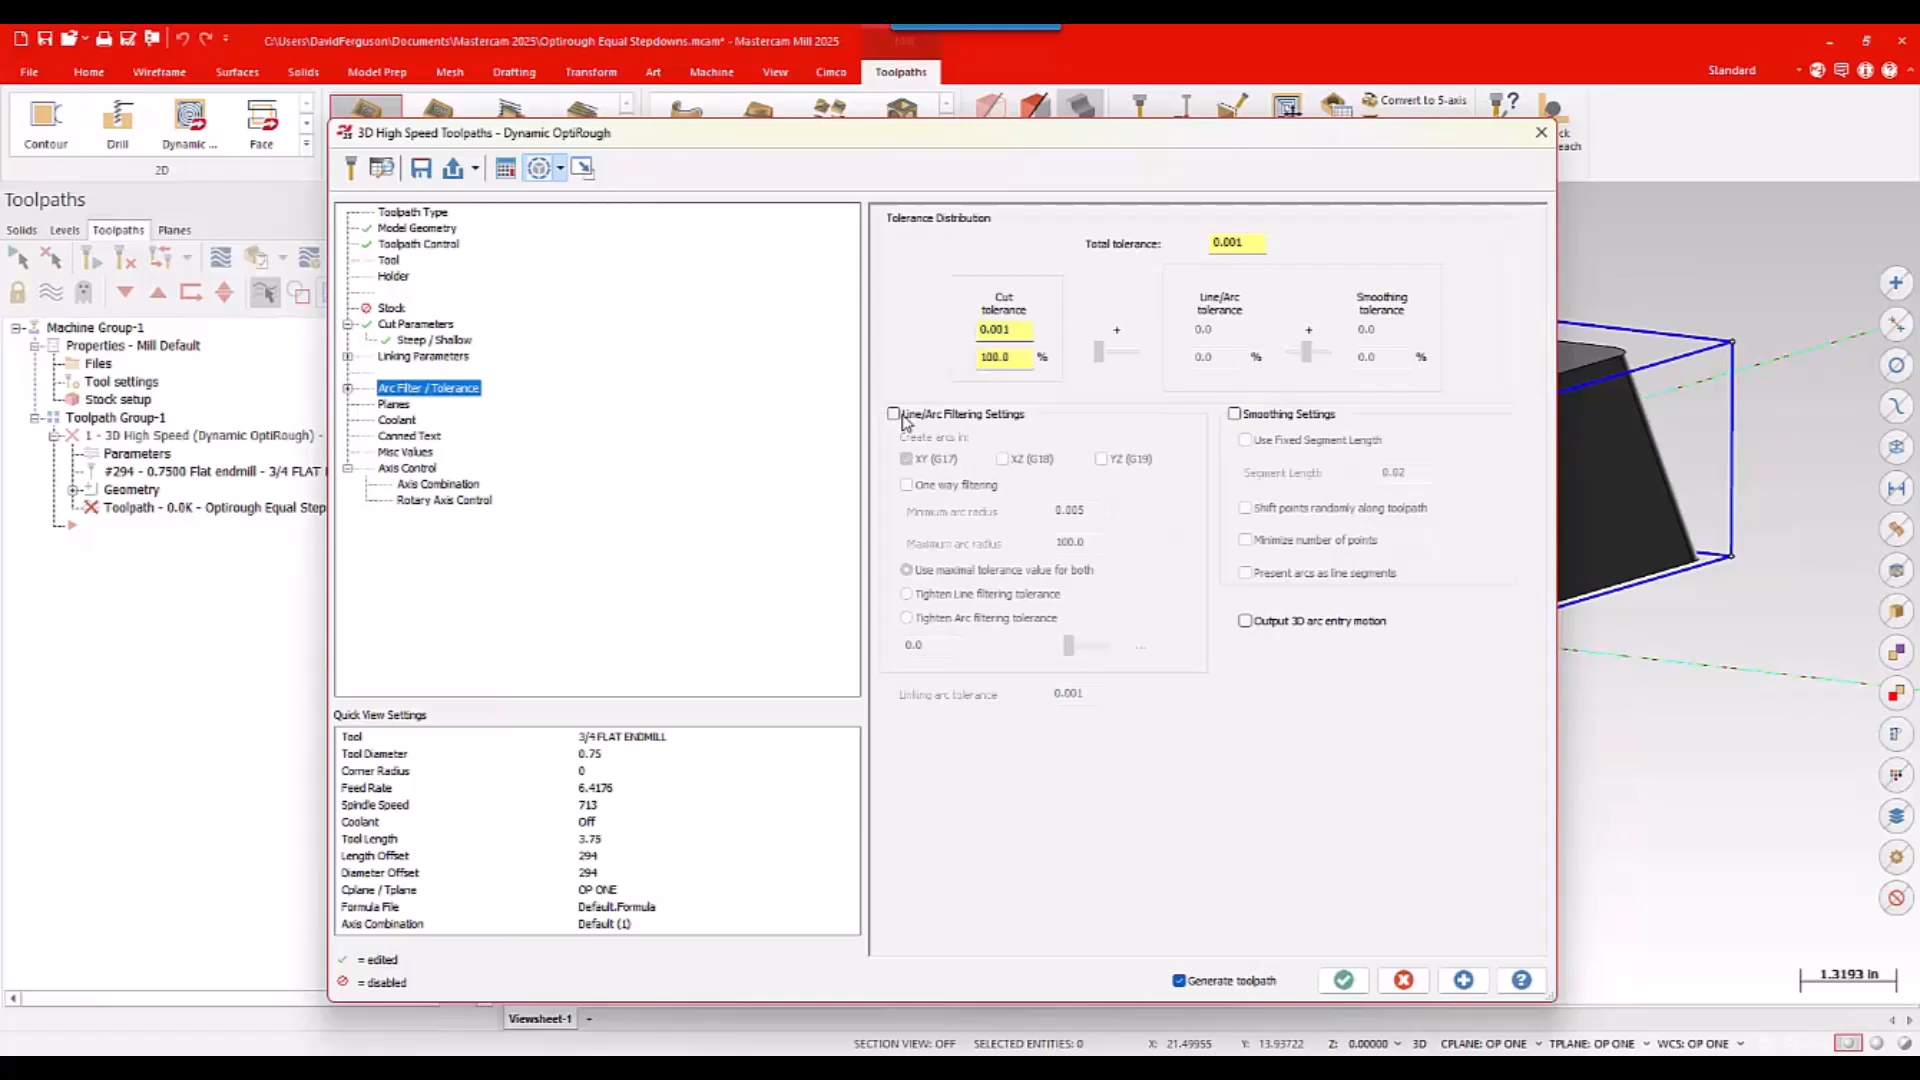 C:\Users\DavidFerguson\Documents\Mastercam 2025\Optirough Equal Stepdowns.mcam* - Mastercam Mill 2025
File Home Wireframe Surfaces Solids Model Prep Mesh Drafting Transform Art Machine View Cimco Toolpaths Standard
Convert to 5-axis
Contour Drill Dynamic ... Face
2D
3D High Speed Toolpaths - Dynamic OptiRough
Toolpaths
Solids Levels Toolpaths Planes
Machine Group-1
Properties - Mill Default
Files
Tool settings
Stock setup
Toolpath Group-1
1 - 3D High Speed (Dynamic OptiRough) -
Parameters
#294 - 0.7500 Flat endmill - 3/4 FLAT
Geometry
Toolpath - 0.0K - Optirough Equal Step
Toolpath Type
Model Geometry
Toolpath Control
Tool
Holder
Stock
Cut Parameters
Steep / Shallow
Linking Parameters
Arc Filter / Tolerance
Planes
Coolant
Canned Text
Misc Values
Axis Control
Axis Combination
Rotary Axis Control
Quick View Settings
Tool 3/4 FLAT ENDMILL
Tool Diameter 0.75
Corner Radius 0
Feed Rate 6.4176
Spindle Speed 713
Coolant Off
Tool Length 3.75
Length Offset 294
Diameter Offset 294
Cplane / Tplane OP ONE
Formula File Default.Formula
Axis Combination Default (1)
= edited
= disabled
Tolerance Distribution
Total tolerance: 0.001
Cut tolerance
0.001
100.0 %
+
Line/Arc tolerance
0.0
0.0 %
+
Smoothing tolerance
0.0
0.0 %
Line/Arc Filtering Settings
Create arcs in:
XY (G17) XZ (G18) YZ (G19)
One way filtering
Minimum arc radius 0.005
Maximum arc radius 100.0
Use maximal tolerance value for both
Tighten Line filtering tolerance
Tighten Arc filtering tolerance
0.0 ...
Linking arc tolerance 0.001
Smoothing Settings
Use Fixed Segment Length
Segment Length 0.02
Shift points randomly along toolpath
Minimize number of points
Present arcs as line segments
Output 3D arc entry motion
Generate toolpath
1.3193 in
Viewsheet-1 +
SECTION VIEW: OFF SELECTED ENTITIES: 0 X: 21.49955 Y: 13.93722 Z: 0.00000 3D CPLANE: OP ONE TPLANE: OP ONE WCS: OP ONE